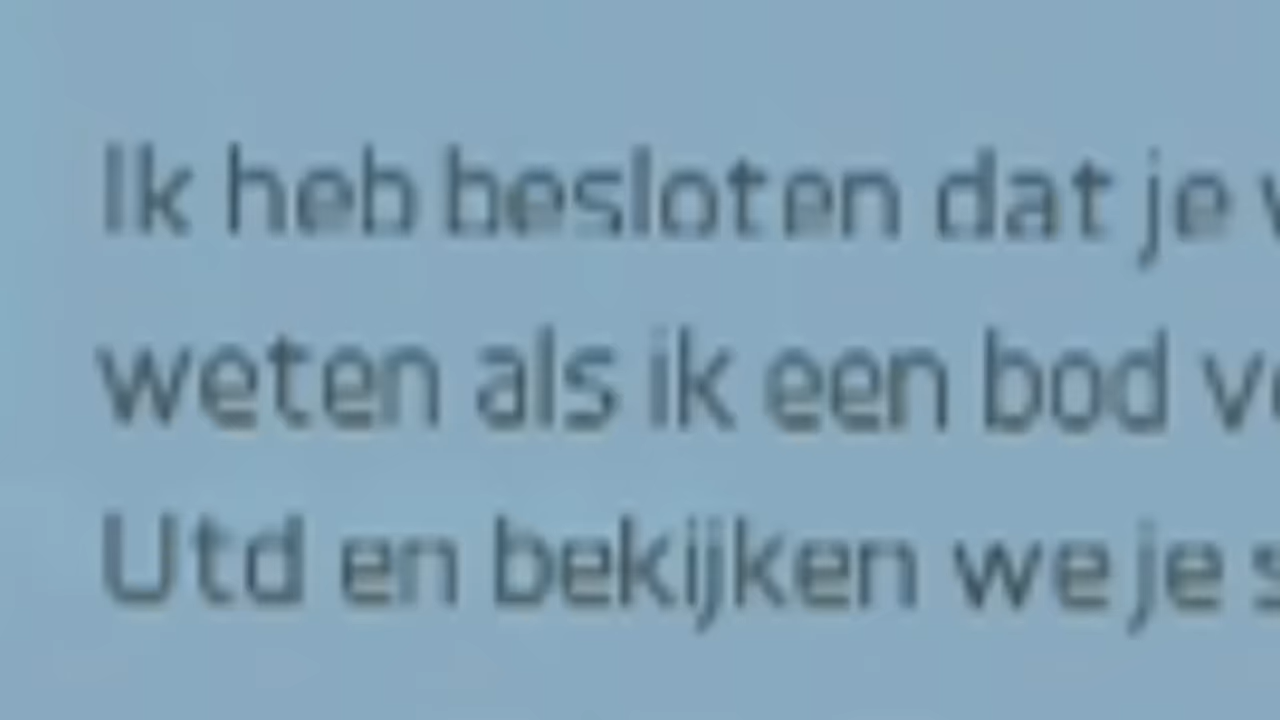 Ik heb besloten dat je
weten als ik een bod
Utd en bekijken we je